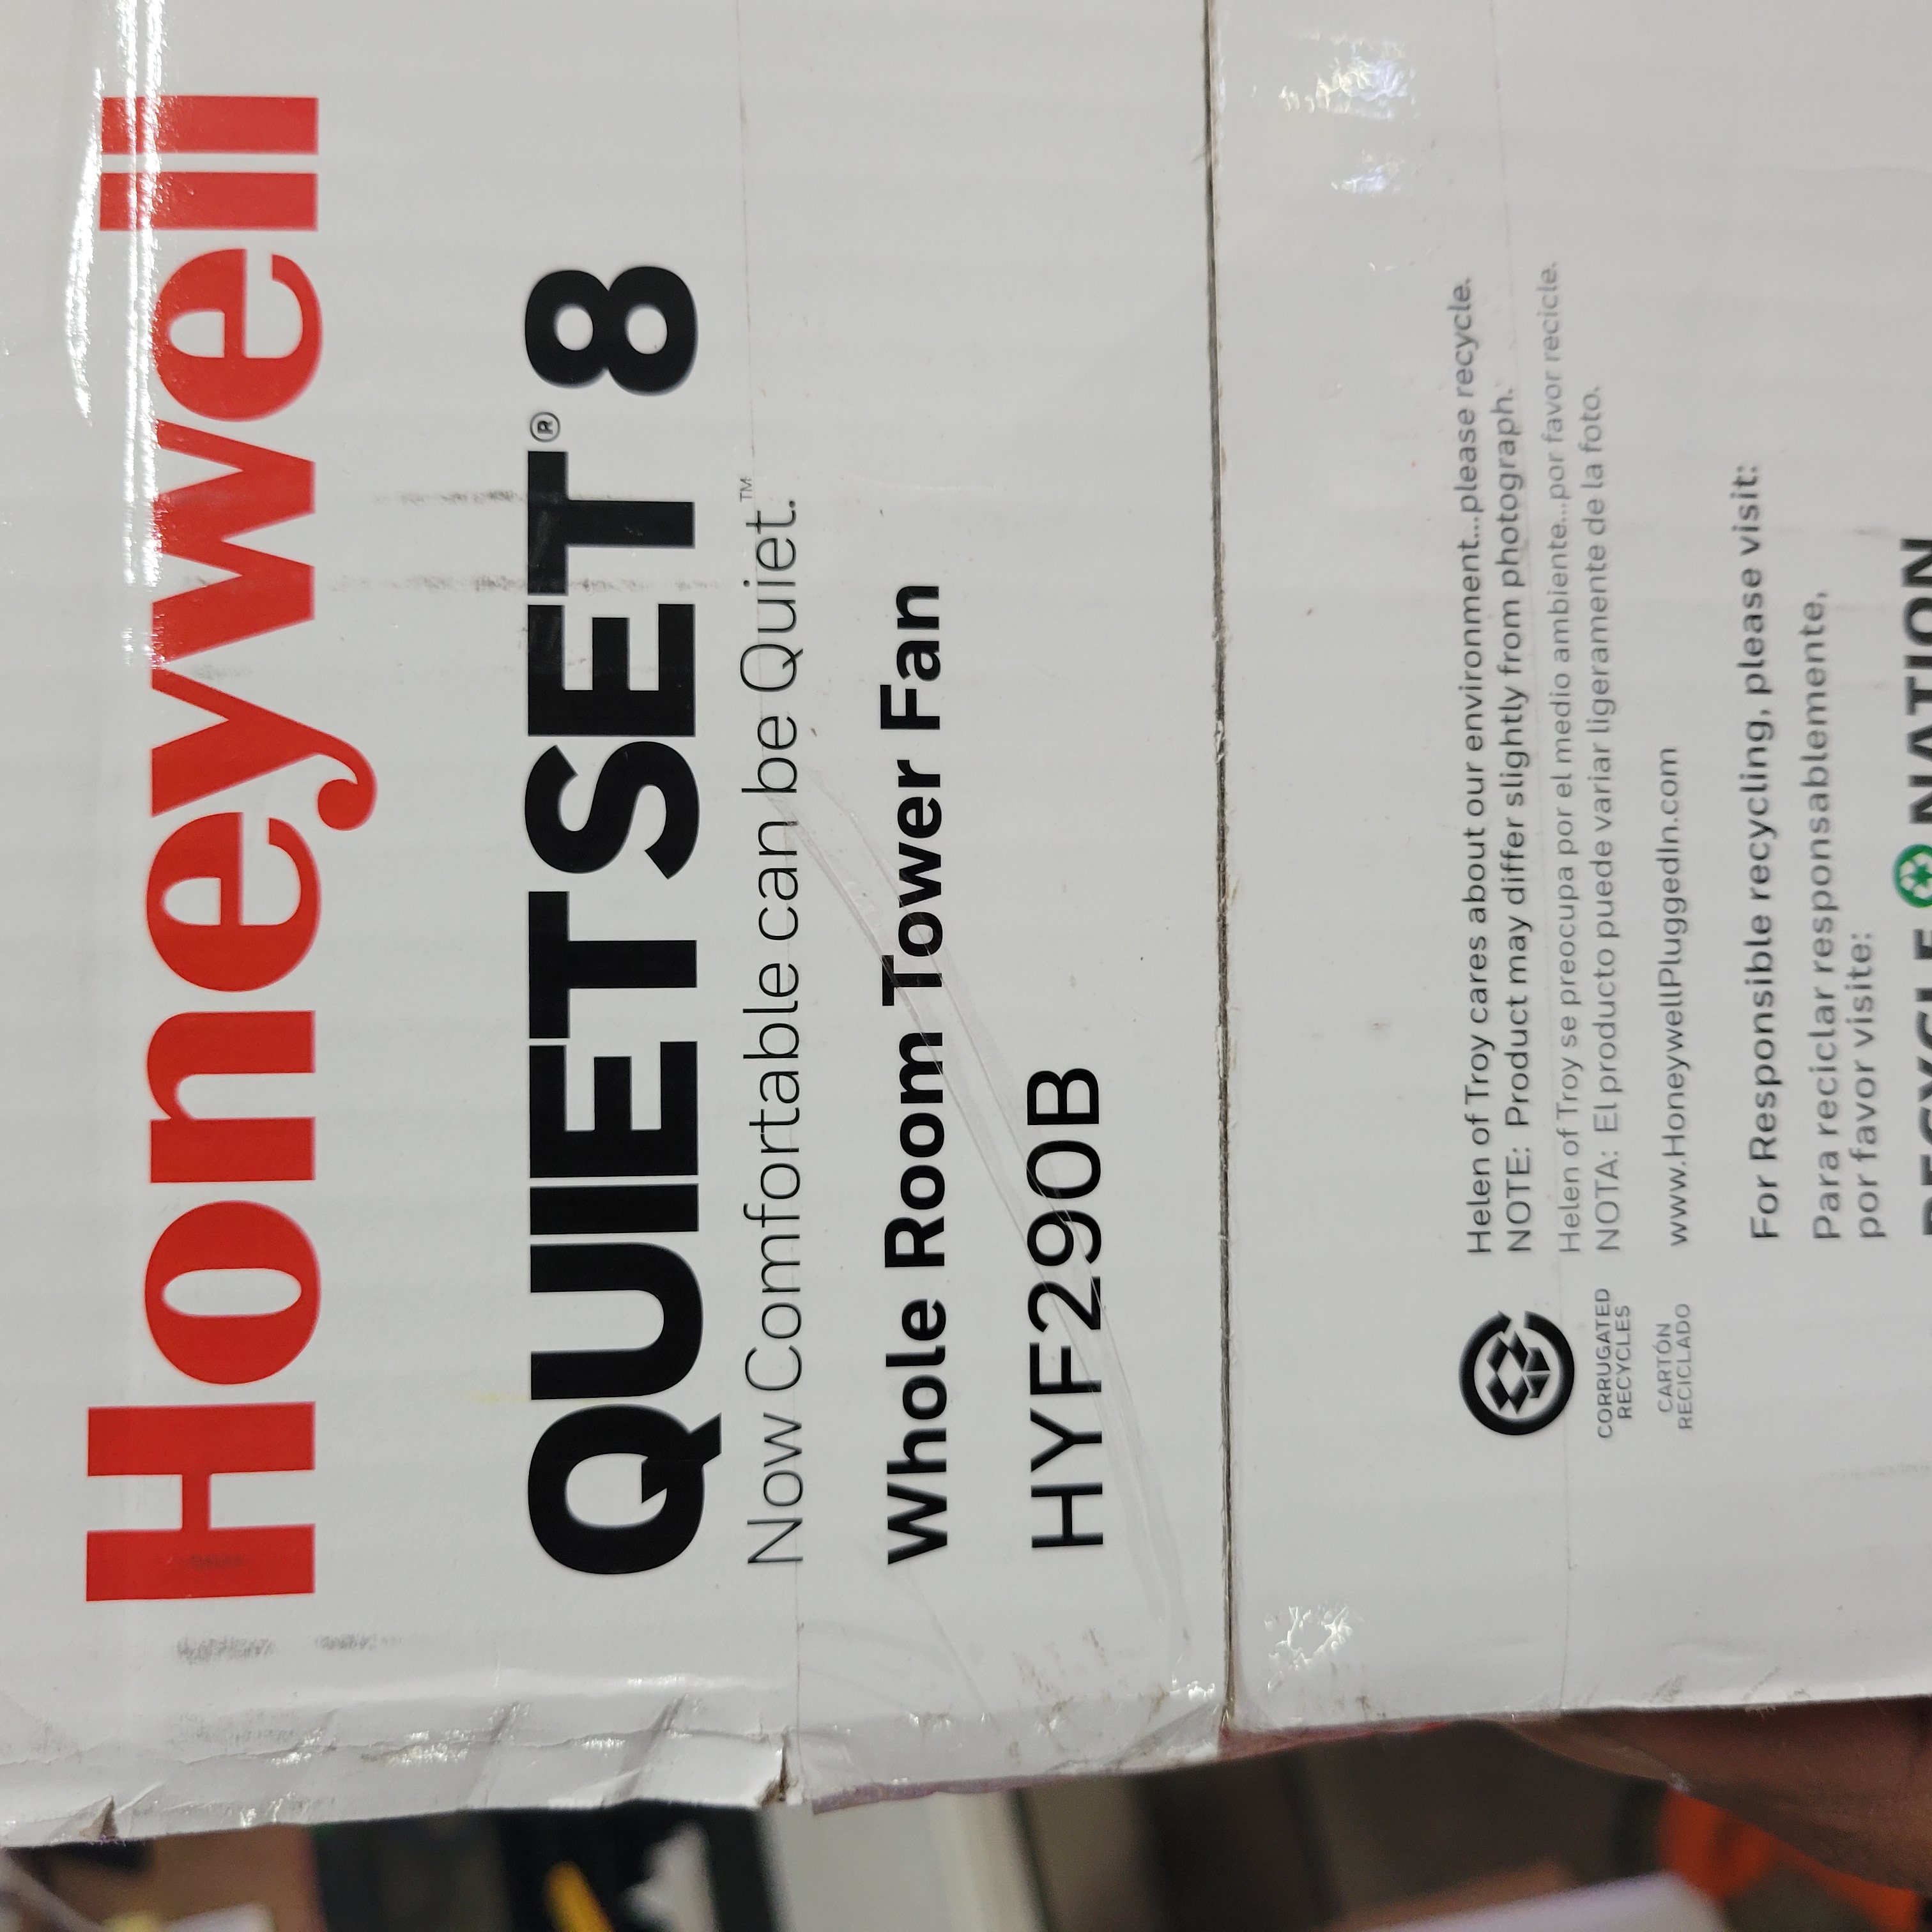 Honeywell
QUIETSET® 8
Now Comfortable can be Quiet.™
Whole Room Tower Fan
HYF290B
Helen of Troy cares about our environment...please recycle.
NOTE: Product may differ slightly from photograph.
Helen of Troy se preocupa por el medio ambiente...por favor recicle.
NOTA: El producto puede variar ligeramente de la foto.
www.HoneywellPluggedIn.com
CORRUGATED
RECYCLES
CARTÓN
RECICLADO
For Responsible recycling, please visit:
Para reciclar responsablemente,
por favor visite:
RECYCLE NATION